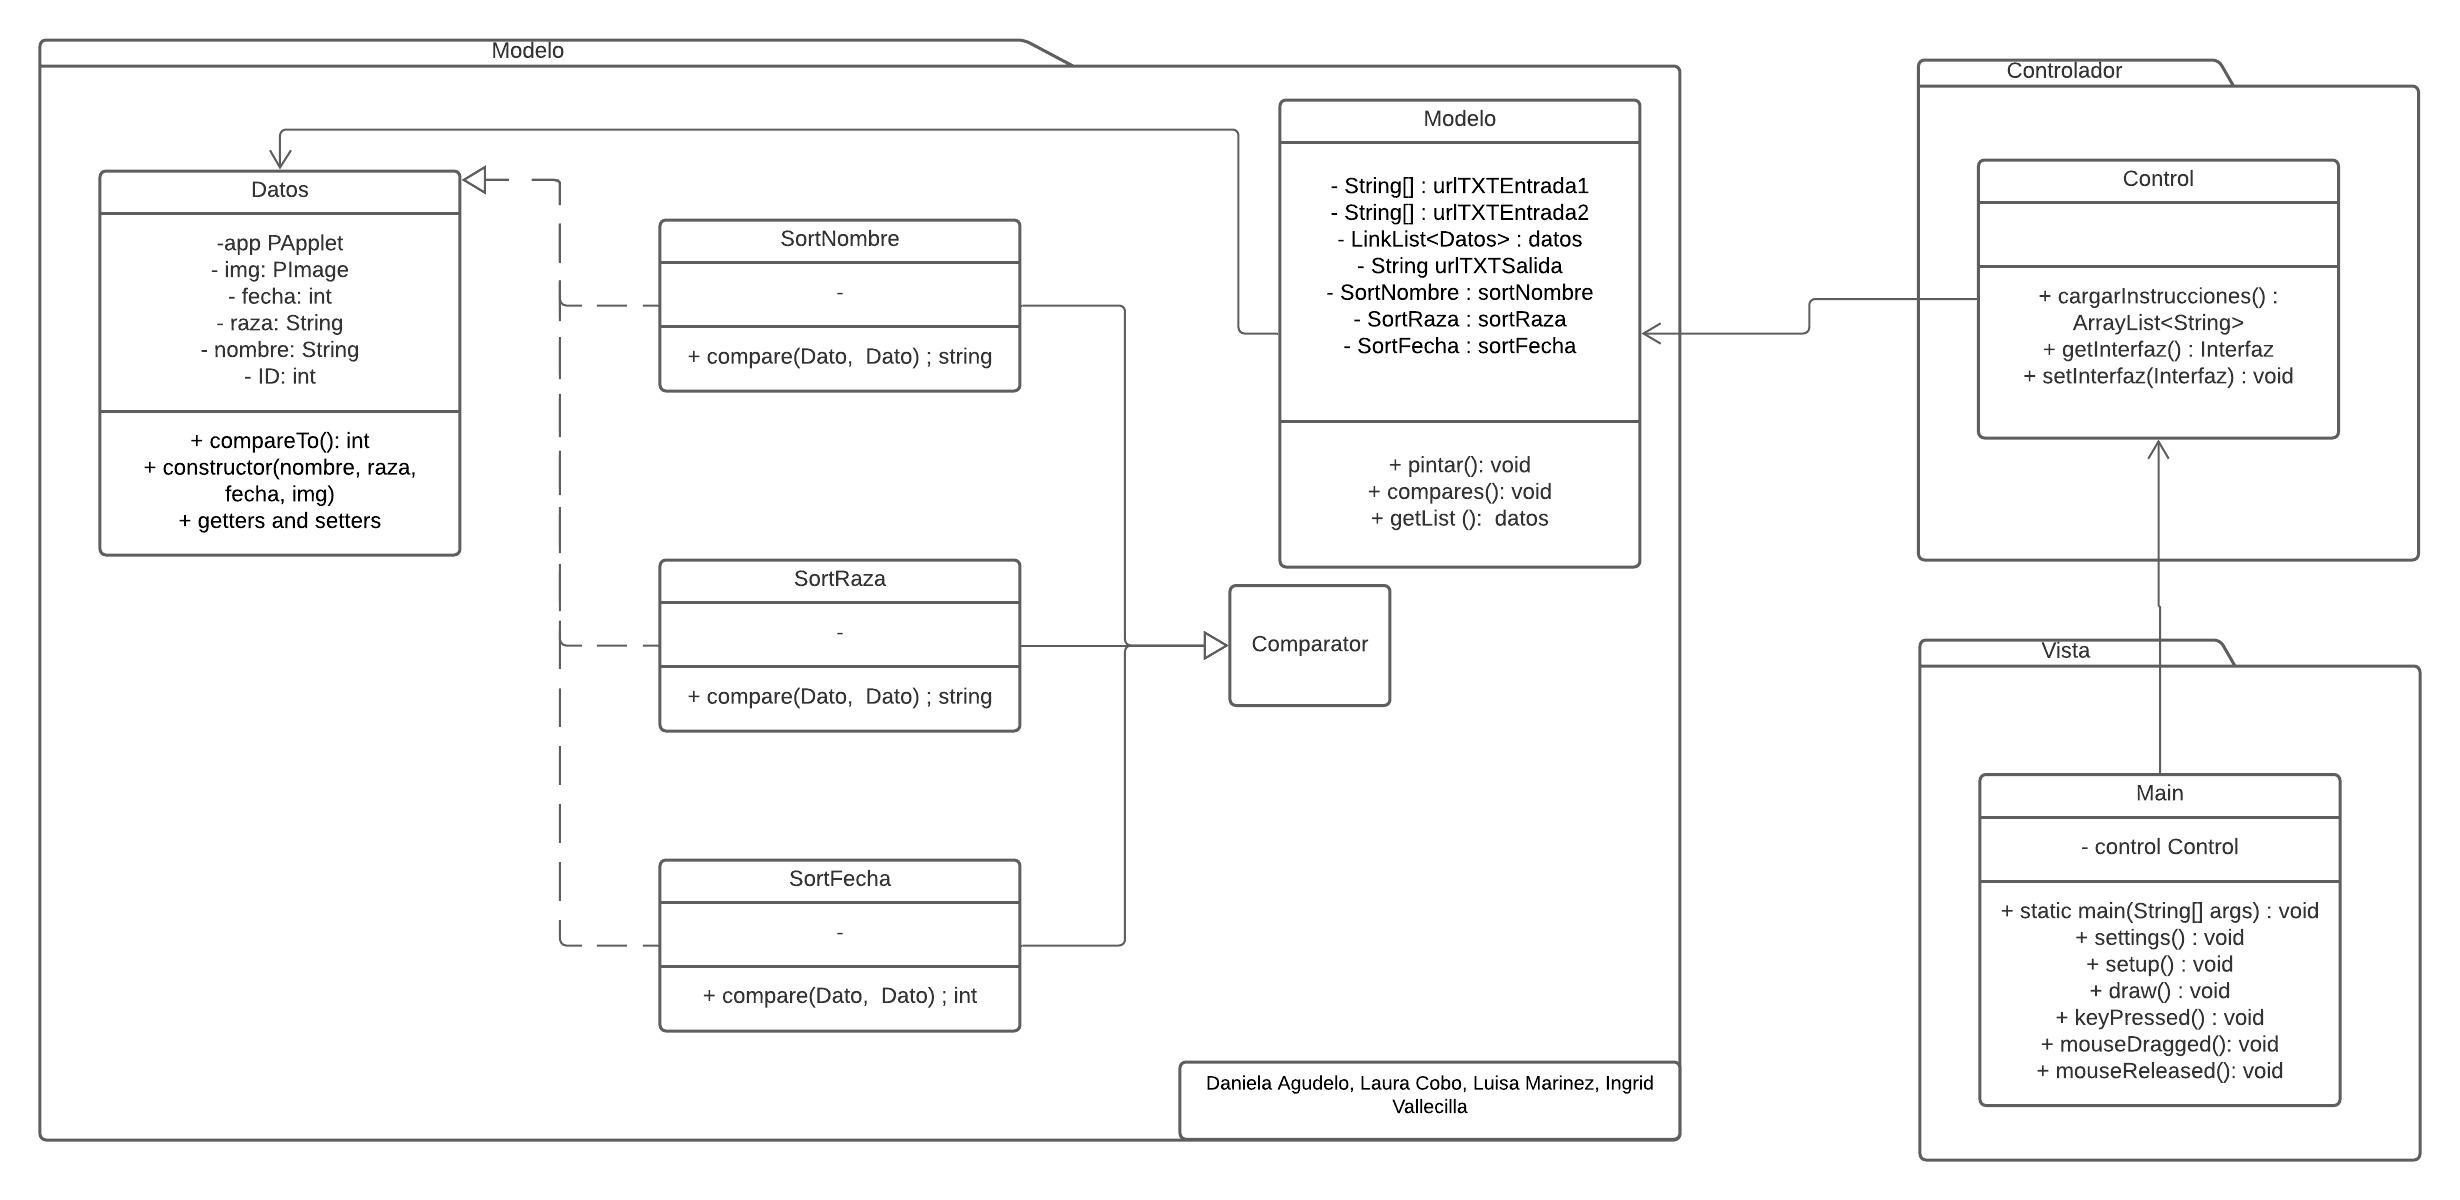 Modelo
Datos
-app PApplet
- img: PImage
- fecha: int
- raza: String
- nombre: String
- ID: int
+ compareTo(): int
+ constructor(nombre, raza,
fecha, img)
+ getters and setters
SortNombre
-
+ compare(Dato,  Dato) ; string
SortRaza
-
+ compare(Dato,  Dato) ; string
SortFecha
-
+ compare(Dato,  Dato) ; int
Modelo
- String[] : urlTXTEntrada1
- String[] : urlTXTEntrada2
- LinkList<Datos> : datos
- String urlTXTSalida
- SortNombre : sortNombre
- SortRaza : sortRaza
- SortFecha : sortFecha
+ pintar(): void
+ compares(): void
+ getList ():  datos
Comparator
Daniela Agudelo, Laura Cobo, Luisa Marinez, Ingrid
Vallecilla
Controlador
Control
+ cargarInstrucciones() :
ArrayList<String>
+ getInterfaz() : Interfaz
+ setInterfaz(Interfaz) : void
Vista
Main
- control Control
+ static main(String[] args) : void
+ settings() : void
+ setup() : void
+ draw() : void
+ keyPressed() : void
+ mouseDragged(): void
+ mouseReleased(): void